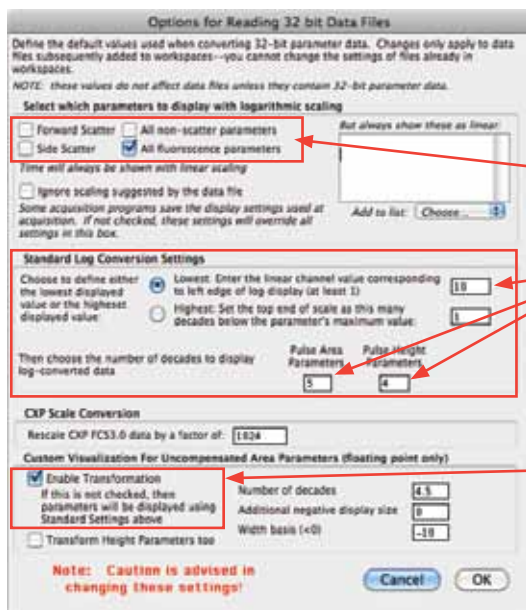 Options for Reading 32 bit Data Files
Define the default values used when converting 32-bit parameter data. Changes only apply to data
files subsequently added to workspaces--you cannot change the settings of files already in
workspaces.
NOTE: these values do not affect data files unless they contain 32-bit parameter data.
Select which parameters to display with logarithmic scaling
Forward Scatter
All non-scatter parameters
Side Scatter
All fluorescence parameters
But always show these as linear:
Time will always be shown with linear scaling
Ignore scaling suggested by the data file
Some acquisition programs save the display settings used at
acquisition. If not checked, these settings will override all
settings in this box.
Add to list: Choose...
Standard Log Conversion Settings
Choose to define either
the lowest displayed
value or the highest
displayed value
Lowest: Enter the linear channel value corresponding
to left edge of log display (at least 1)
10
Highest: Set the top end of scale as this many
decades below the parameter's maximum value:
1
Then choose the number of decades to display
log-converted data
Pulse Area
Parameters
5
Pulse Height
Parameters
4
CXP Scale Conversion
Rescale CXP FCS3.0 data by a factor of: 1024
Custom Visualization For Uncompensated Area Parameters (floating point only)
Enable Transformation
If this is not checked, then
parameters will be displayed using
Standard Settings above
Transform Height Parameters too
Number of decades 4.5
Additional negative display size 0
Width basis (<0) -10
Note: Caution is advised in
changing these settings!
Cancel
OK